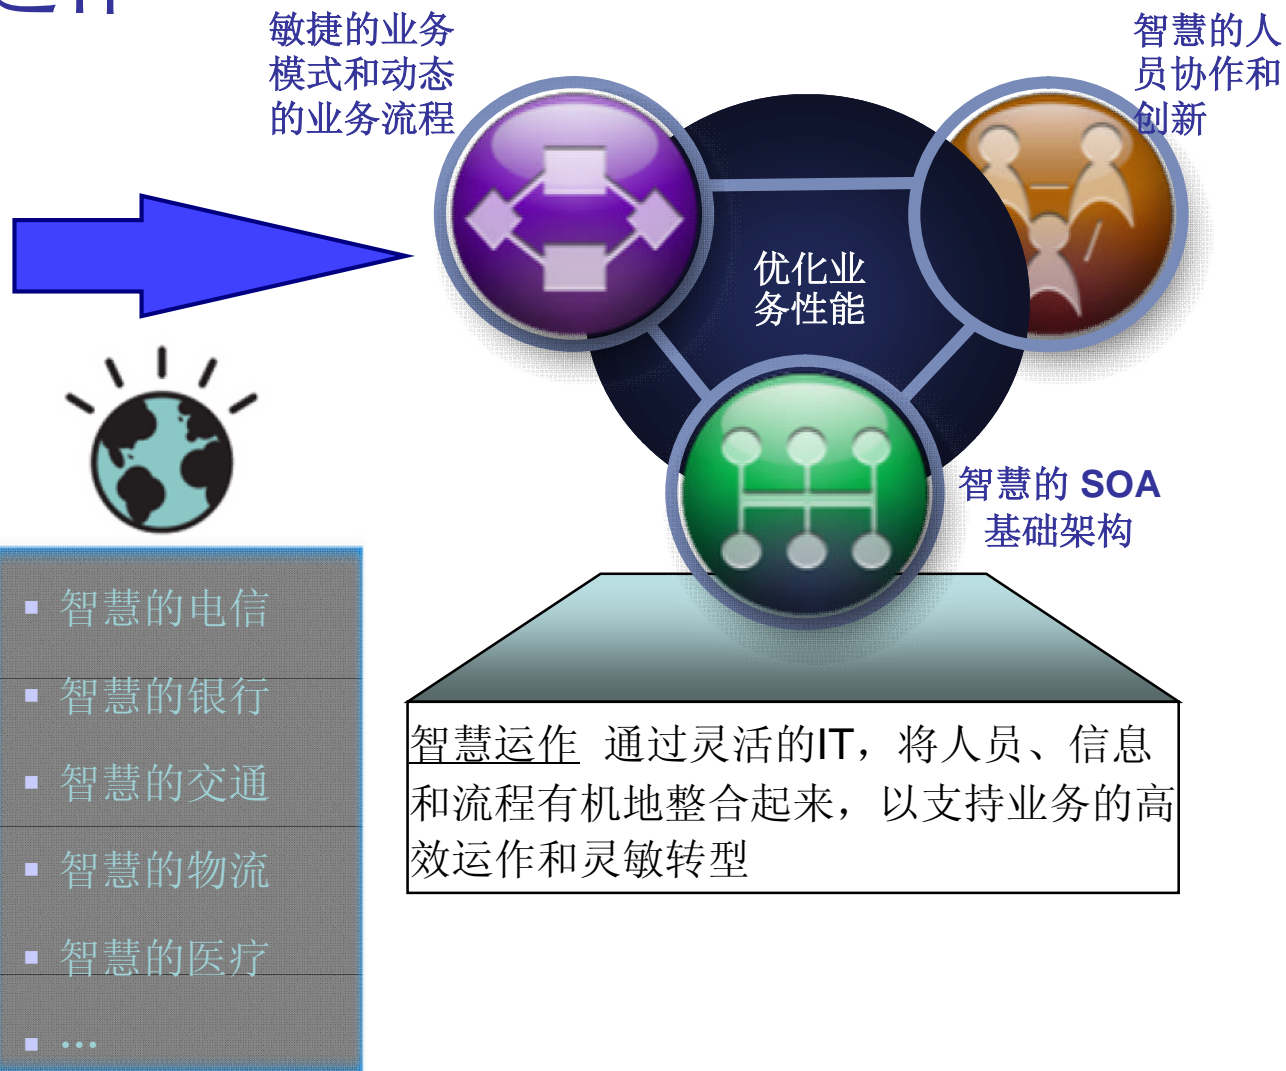 敏捷的业务
模式和动态
的业务流程
智慧的人
员协作和
创新
优化业
务性能
智慧的 SOA
基础架构
▪ 智慧的电信
▪ 智慧的银行
▪ 智慧的交通
▪ 智慧的物流
▪ 智慧的医疗
▪ ...
智慧运作 通过灵活的IT，将人员、信息
和流程有机地整合起来，以支持业务的高
效运作和灵敏转型